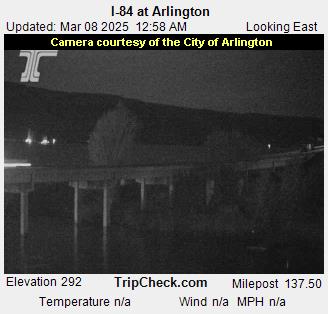 I-84 at Arlington
Updated: Mar 08 2025 12:58 AM Looking East
Camera courtesy of the City of Arlington
Elevation 292 TripCheck.com Milepost 137.50
Temperature n/a Wind n/a MPH n/a